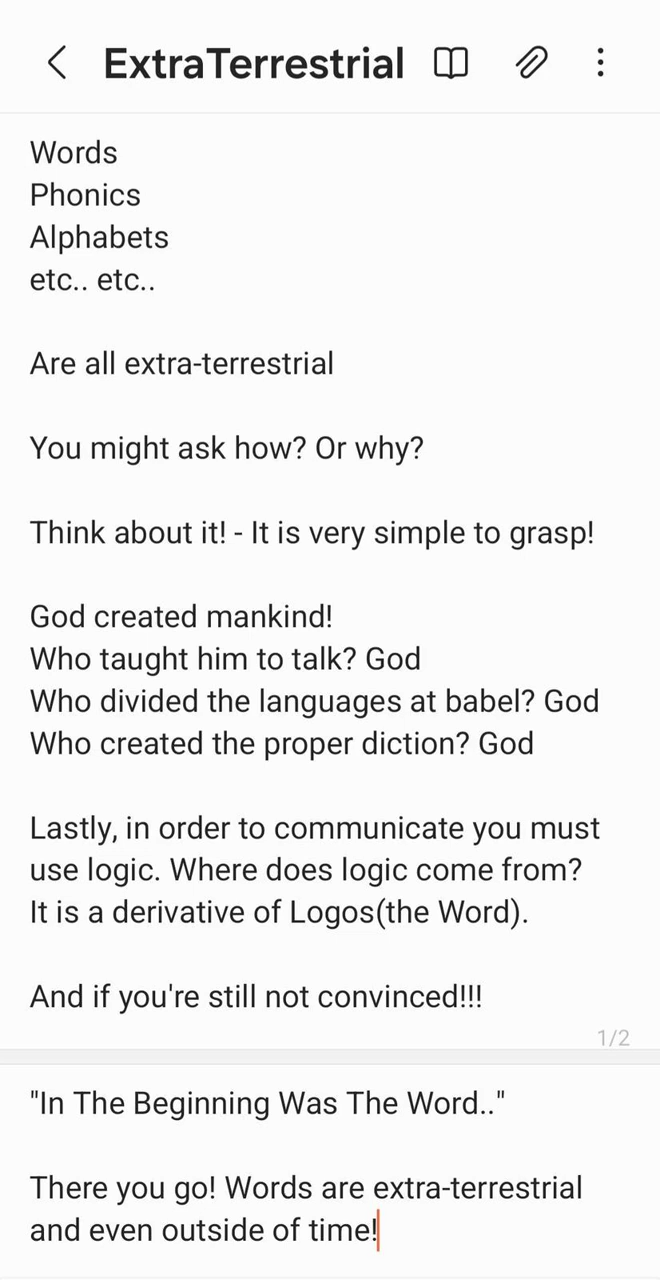 ExtraTerrestrial
Words
Phonics
Alphabets
etc.. etc..
Are all extra-terrestrial
You might ask how? Or why?
Think about it! - It is very simple to grasp!
God created mankind!
Who taught him to talk? God
Who divided the languages at babel? God
Who created the proper diction? God
Lastly, in order to communicate you must
use logic. Where does logic come from?
It is a derivative of Logos(the Word).
And if you're still not convinced!!!
1/2
"In The Beginning Was The Word.."
There you go! Words are extra-terrestrial
and even outside of time!